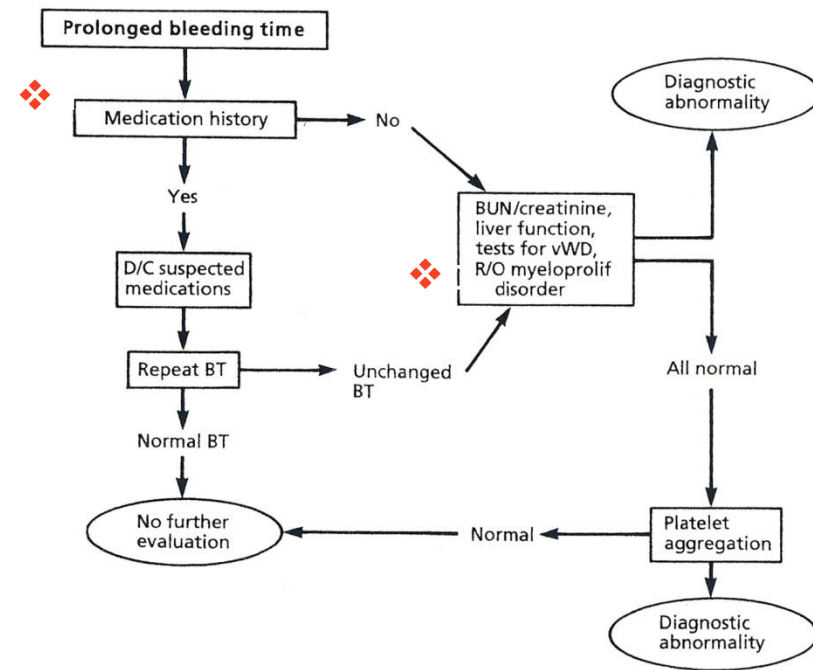 Prolonged bleeding time
Medication history
No
Yes
D/C suspected
medications
Repeat BT
Unchanged
BT
Normal BT
No further
evaluation
BUN/creatinine,
liver function,
tests for vWD,
R/O myeloprolif
disorder
Diagnostic
abnormality
All normal
Platelet
aggregation
Normal
Diagnostic
abnormality